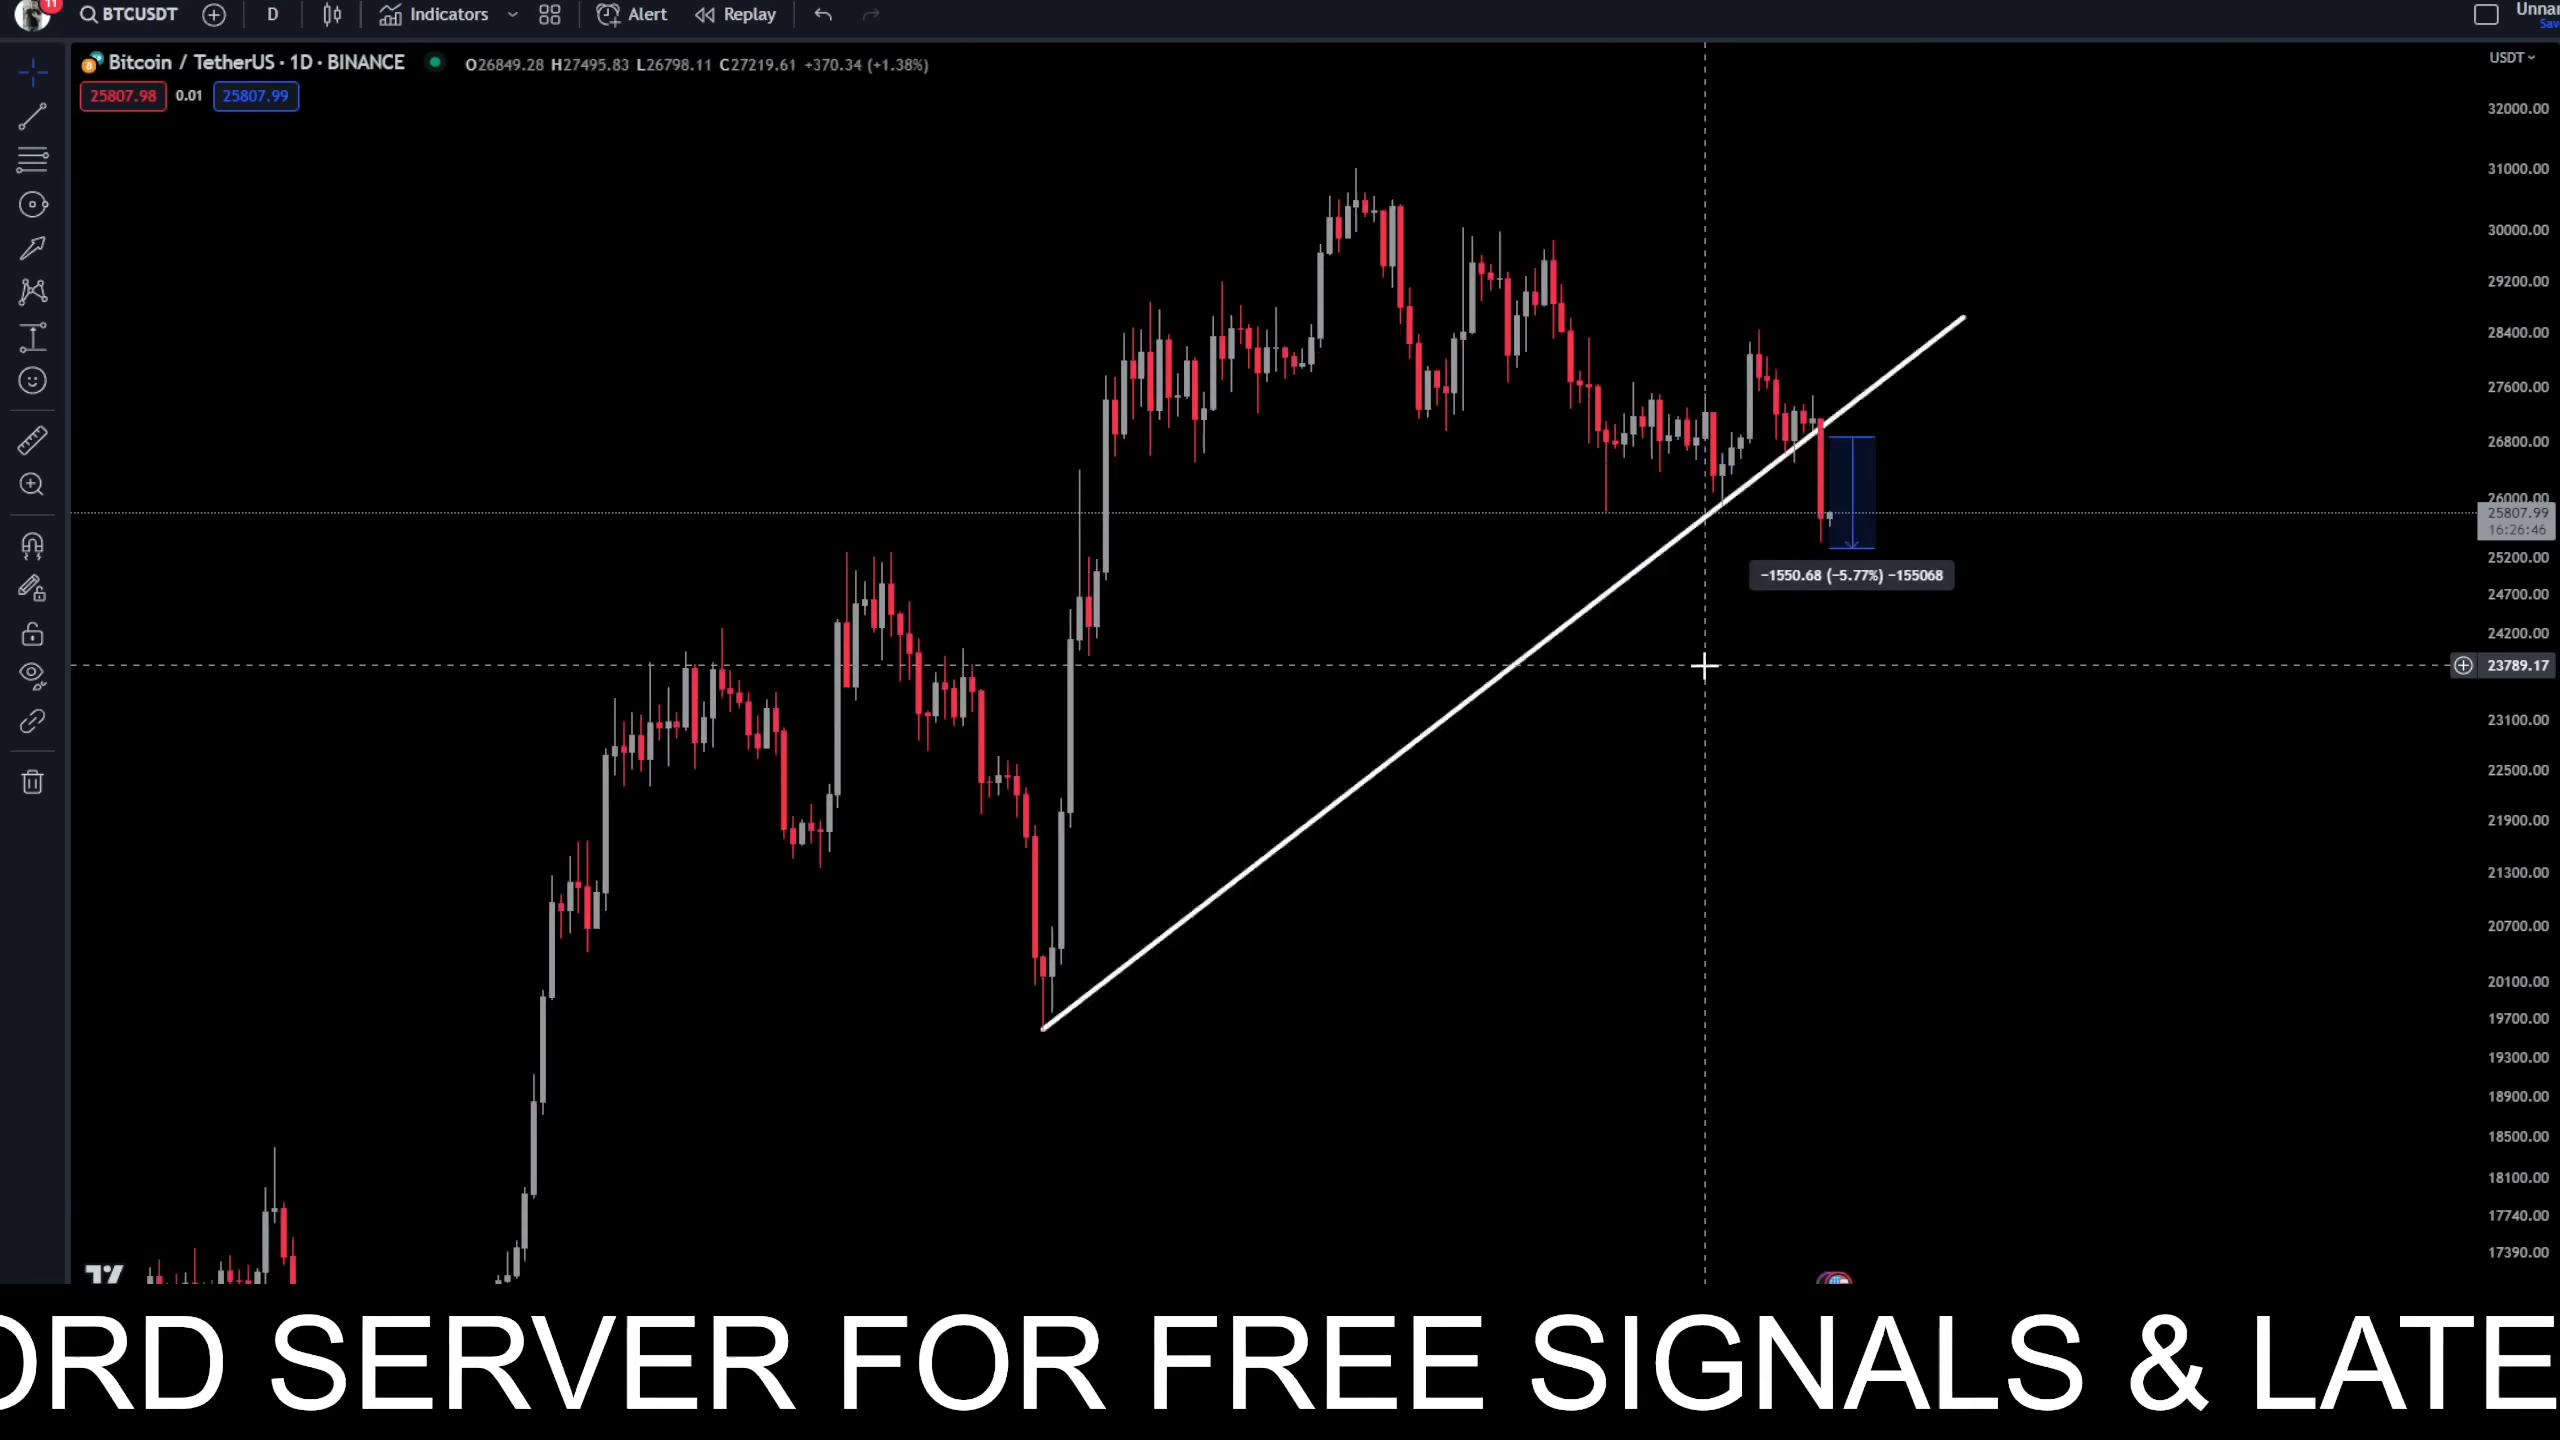 11
BTCUSDT
D
Indicators
Alert
Replay
Bitcoin / TetherUS · 1D · BINANCE
O26849.28 H27495.83 L26798.11 C27219.61 +370.34 (+1.38%)
25807.98 0.01 25807.99
USDT
32000.00
31000.00
30000.00
29200.00
28400.00
27600.00
26800.00
26000.00
25807.99
16:26:46
25200.00
−1550.68 (−5.77%) −155068
24700.00
24200.00
23789.17
23100.00
22500.00
21900.00
21300.00
20700.00
20100.00
19700.00
19300.00
18900.00
18500.00
18100.00
17740.00
17390.00
ORD SERVER FOR FREE SIGNALS & LATE